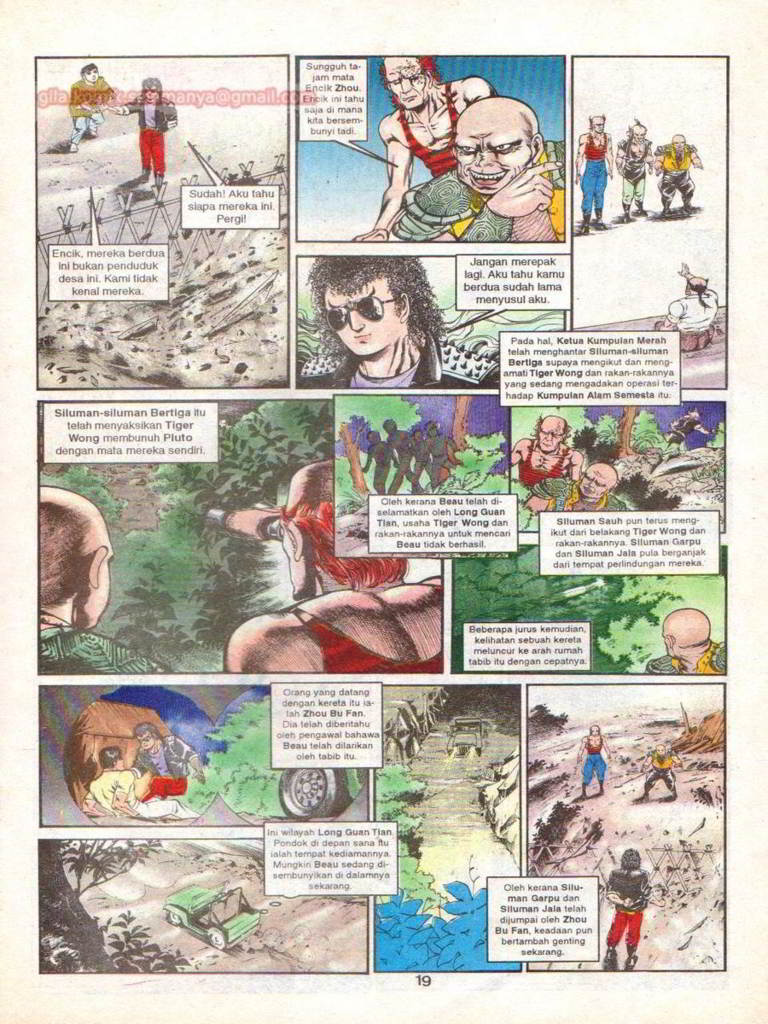 gila
@gmail.co
Sudah! Aku tahu
siapa mereka ini.
Pergi!
Encik, mereka berdua
ini bukan penduduk
desa ini. Kami tidak
kenal mereka.
Sungguh ta-
jam mata
Encik Zhou.
Encik ini tahu
saja di mana
kita bersem-
bunyi tadi.
Jangan merepak
lagi. Aku tahu kamu
berdua sudah lama
menyusul aku.
Pada hal, Ketua Kumpulan Merah
telah menghantar Siluman-siluman
Bertiga supaya mengikut dan meng-
amati Tiger Wong dan rakan-rakannya
yang sedang mengadakan operasi ter-
hadap Kumpulan Alam Semesta itu.
Siluman-siluman Bertiga itu
telah menyaksikan Tiger
Wong membunuh Pluto
dengan mata mereka sendiri.
Oleh kerana Beau telah di-
selamatkan oleh Long Guan
Tian, usaha Tiger Wong dan
rakan-rakannya untuk mencari
Beau tidak berhasil.
Siluman Sauh pun terus meng-
ikut dari belakang Tiger Wong dan
rakan-rakannya. Siluman Garpu
dan Siluman Jala pula berganjak
dari tempat perlindungan mereka.
Beberapa jurus kemudian,
kelihatan sebuah kereta
meluncur ke arah rumah
tabib itu dengan cepatnya.
Orang yang datang
dengan kereta itu ia-
lah Zhou Bu Fan.
Dia telah diberitahu
oleh pengawal bahawa
Beau telah dilarikan
oleh tabib itu.
Ini wilayah Long Guan Tian.
Pondok di depan sana itu
ialah tempat kediamannya.
Mungkin Beau sedang di-
sembunyikan di dalamnya
sekarang.
Oleh kerana Silu-
man Garpu dan
Siluman Jala telah
dijumpai oleh Zhou
Bu Fan, keadaan pun
bertambah genting
sekarang.
19